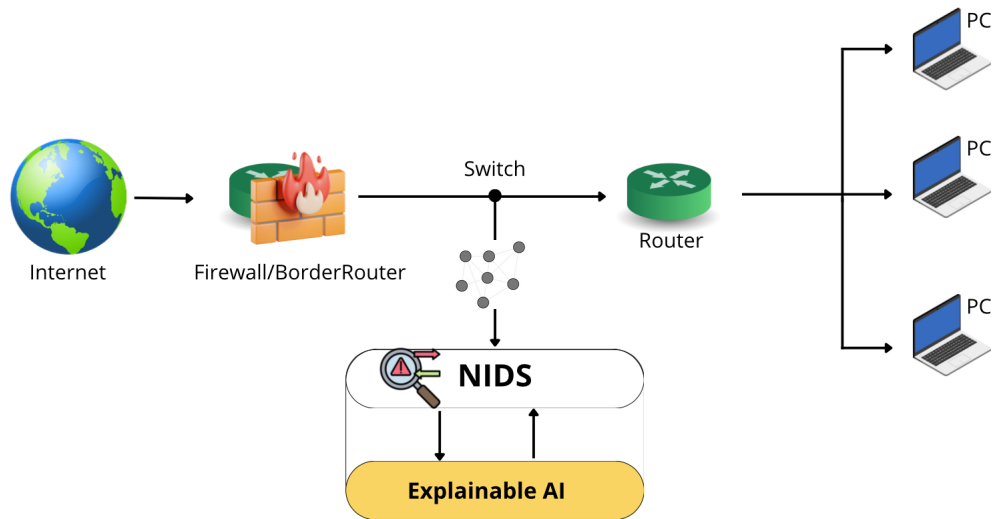 PC
Switch
PC
Internet
Firewall/BorderRouter
Router
PC
NIDS
Explainable AI